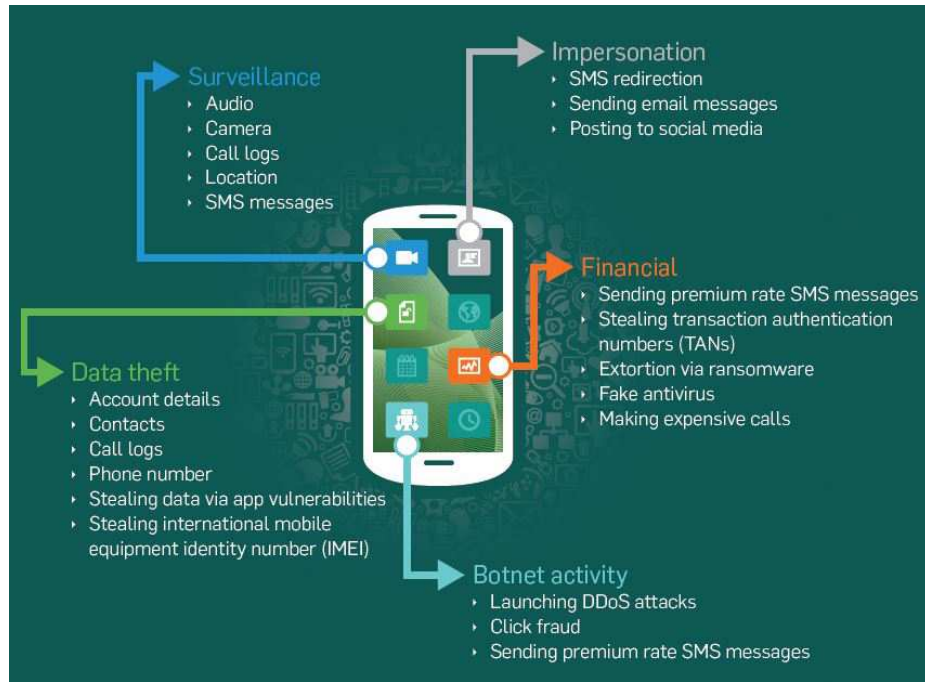 Surveillance
Audio
Camera
Call logs
Location
SMS messages
Impersonation
SMS redirection
Sending email messages
Posting to social media
Financial
Sending premium rate SMS messages
Stealing transaction authentication
numbers (TANs)
Extortion via ransomware
Fake antivirus
Making expensive calls
Data theft
Account details
Contacts
Call logs
Phone number
Stealing data via app vulnerabilities
Stealing international mobile
equipment identity number (IMEI)
Botnet activity
Launching DDoS attacks
Click fraud
Sending premium rate SMS messages